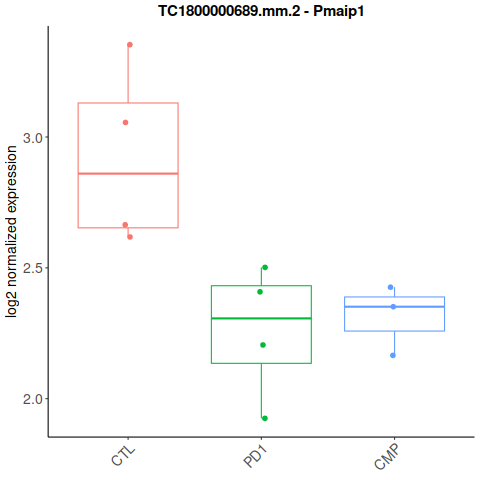 TC1800000689.mm.2 - Pmaip1
log2 normalized expression
3.0
2.5
2.0
CTL
PD1
CMP